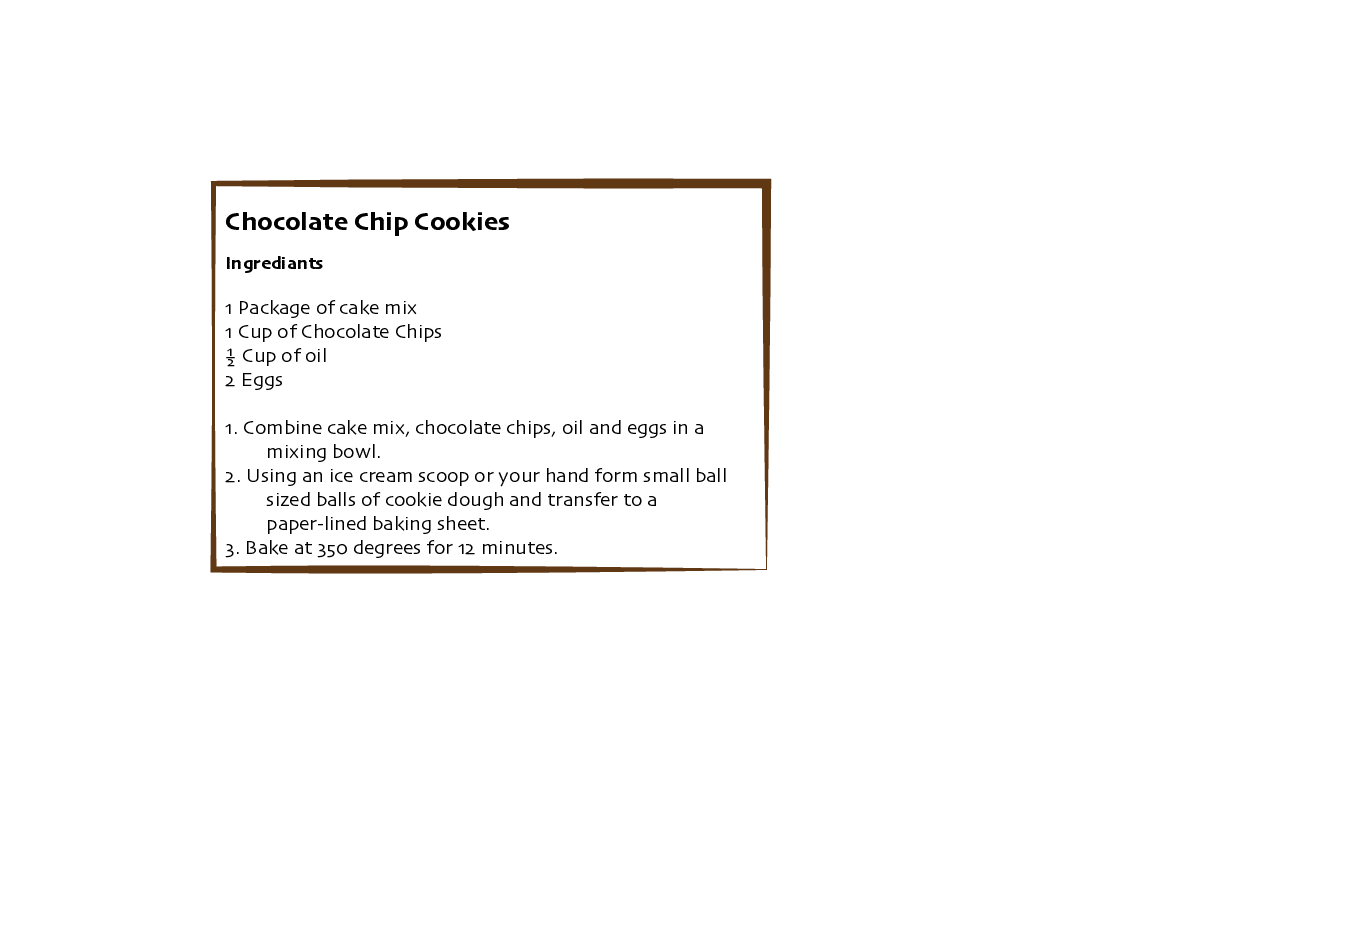 Chocolate Chip Cookies
Ingrediants
1 Package of cake mix
1 Cup of Chocolate Chips
½ Cup of oil
2 Eggs
1. Combine cake mix, chocolate chips, oil and eggs in a
mixing bowl.
2. Using an ice cream scoop or your hand form small ball
sized balls of cookie dough and transfer to a
paper-lined baking sheet.
3. Bake at 350 degrees for 12 minutes.